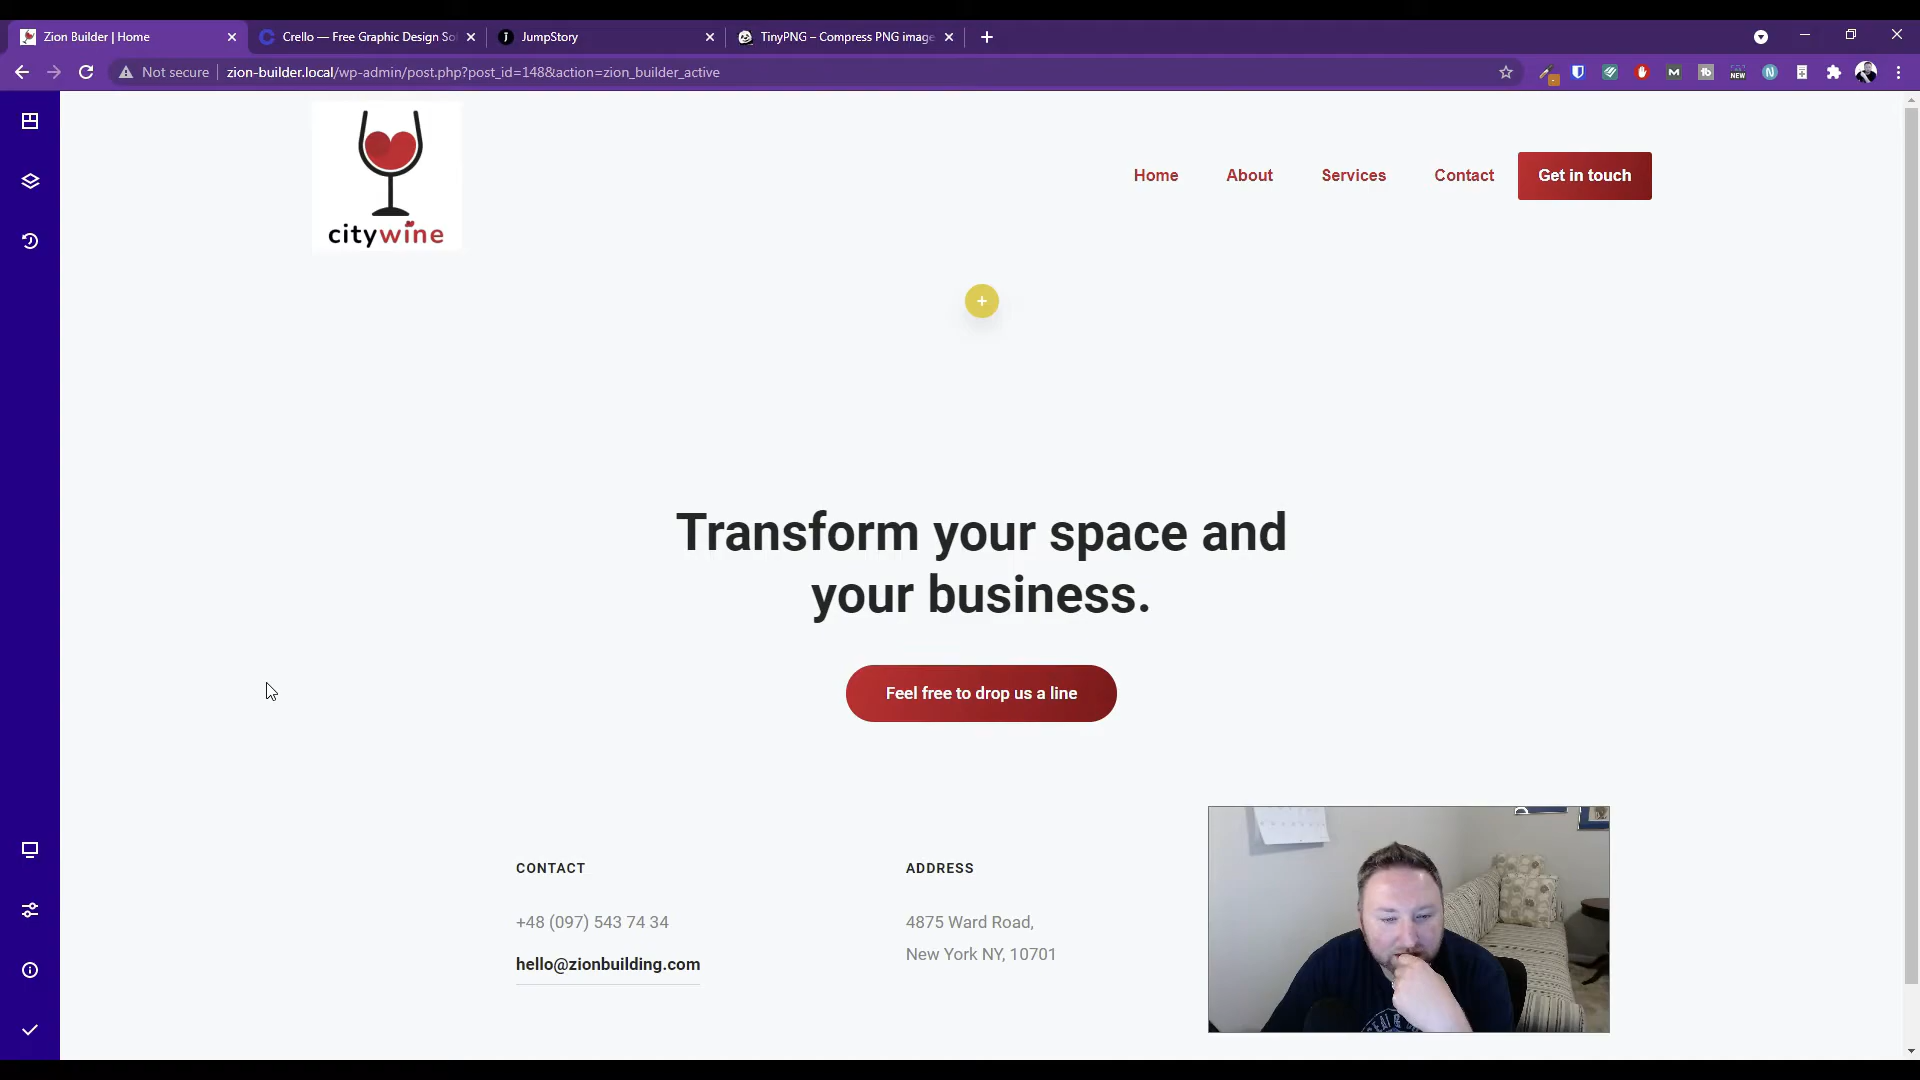 Zion Builder | Home
Crello — Free Graphic Design So
JumpStory
TinyPNG – Compress PNG image
Not secure
zion-builder.local/wp-admin/post.php?post_id=148&action=zion_builder_active
NEW
citywine
Home
About
Services
Contact
Get in touch
Transform your space and
your business.
Feel free to drop us a line
CONTACT
+48 (097) 543 74 34
hello@zionbuilding.com
ADDRESS
4875 Ward Road,
New York NY, 10701